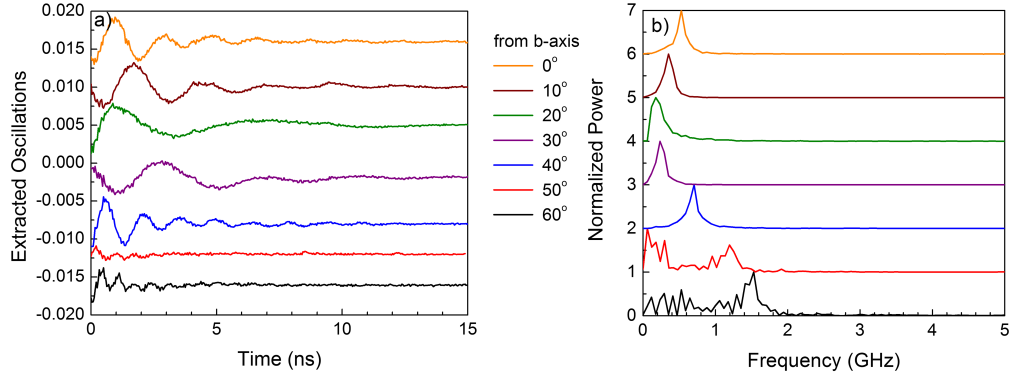 a)
0.020
0.015
0.010
0.005
0.000
-0.005
-0.010
-0.015
-0.020
Extracted Oscillations
0 5 10 15
Time (ns)
from b-axis
0°
10°
20°
30°
40°
50°
60°
b)
7
6
5
4
3
2
1
0
Normalized Power
0 1 2 3 4 5
Frequency (GHz)